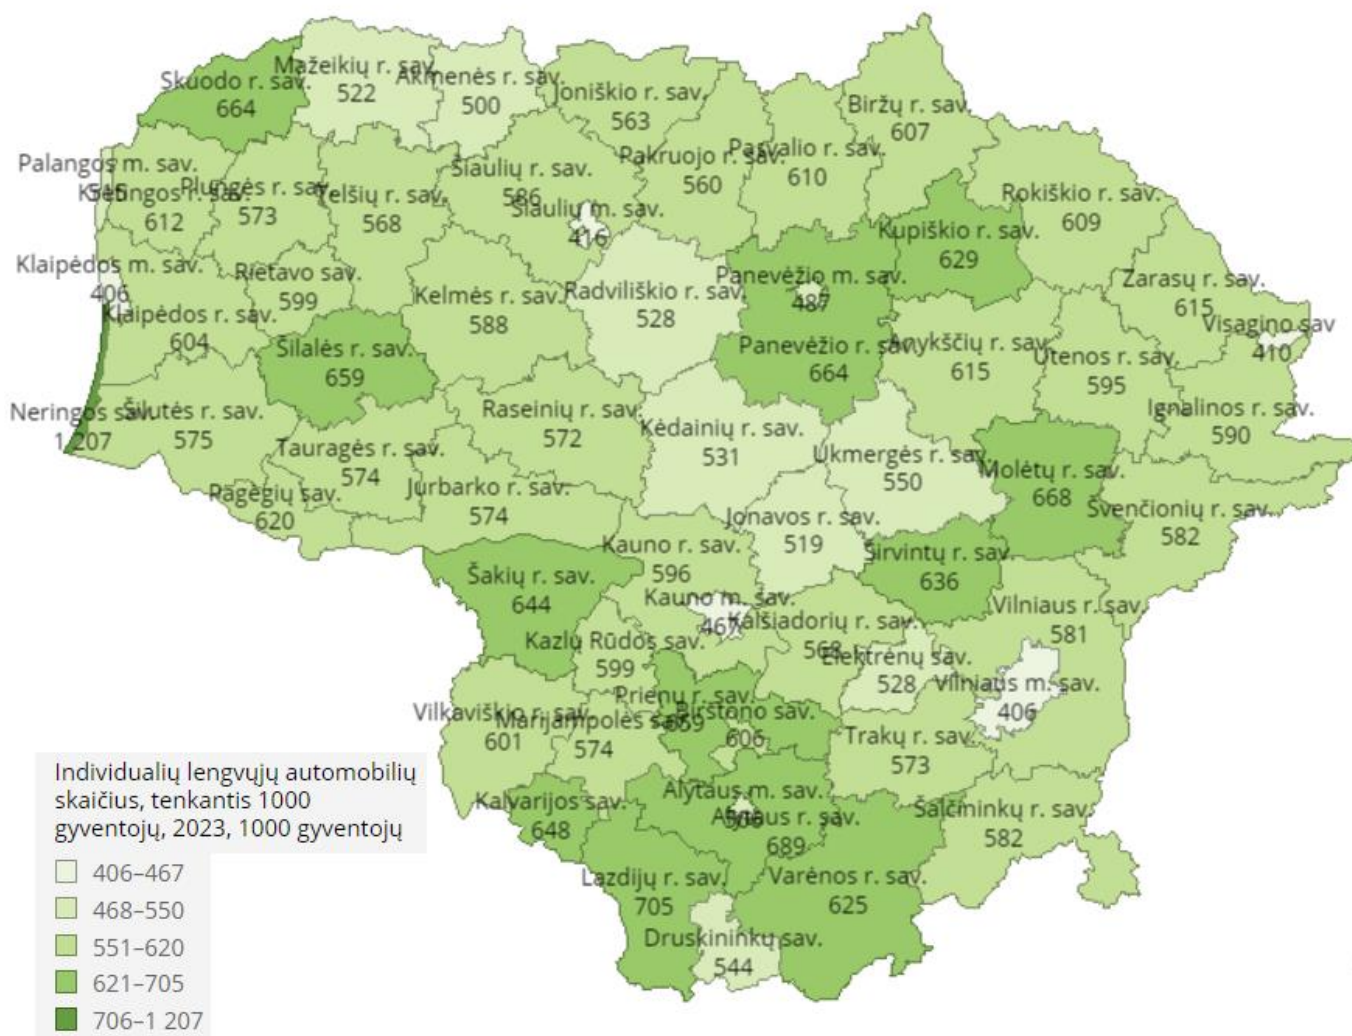 Skuodo r. sav.
664
Mažeikių r. sav.
522
Akmenės r. sav.
500
Joniškio r. sav.
563
Biržų r. sav.
607
Pakruojo r. sav.
560
Pasvalio r. sav.
610
Palangos m. sav.
Kretingos r. sav.
612
Plungės r. sav.
573
Telšių r. sav.
568
Šiaulių r. sav.
586
Šiaulių m. sav.
416
Rokiškio r. sav.
609
Kupiškio r. sav.
629
Klaipėdos m. sav.
406
Rietavo sav.
599
Kelmės r. sav.
588
Radviliškio r. sav.
528
Panevėžio m. sav.
487
Zarasų r. sav.
615
Visagino sav
410
Klaipėdos r. sav.
604
Šilalės r. sav.
659
Panevėžio r. sav.
664
Anykščių r. sav.
615
Utenos r. sav.
595
Ignalinos r. sav.
590
Neringos sav.
1 207
Šilutės r. sav.
575
Raseinių r. sav.
572
Kėdainių r. sav.
531
Tauragės r. sav.
574
Ukmergės r. sav.
550
Molėtų r. sav.
668
Pagėgių sav.
620
Jurbarko r. sav.
574
Jonavos r. sav.
519
Švenčionių r. sav.
582
Kauno r. sav.
596
Širvintų r. sav.
636
Šakių r. sav.
644
Kauno m. sav.
467
Kaišiadorių r. sav.
568
Vilniaus r. sav.
581
Kazlų Rūdos sav.
599
Elektrėnų sav.
528
Vilniaus m. sav.
406
Prienų r. sav.
659
Birštono sav.
606
Vilkaviškio r. sav.
601
Marijampolės sav.
574
Trakų r. sav.
573
Kalvarijos sav.
648
Alytaus m. sav.
Alytaus r. sav.
689
Šalčininkų r. sav.
582
Lazdijų r. sav.
705
Varėnos r. sav.
625
Druskininkų sav.
544
Individualių lengvųjų automobilių
skaičius, tenkantis 1000
gyventojų, 2023, 1000 gyventojų
406–467
468–550
551–620
621–705
706–1 207